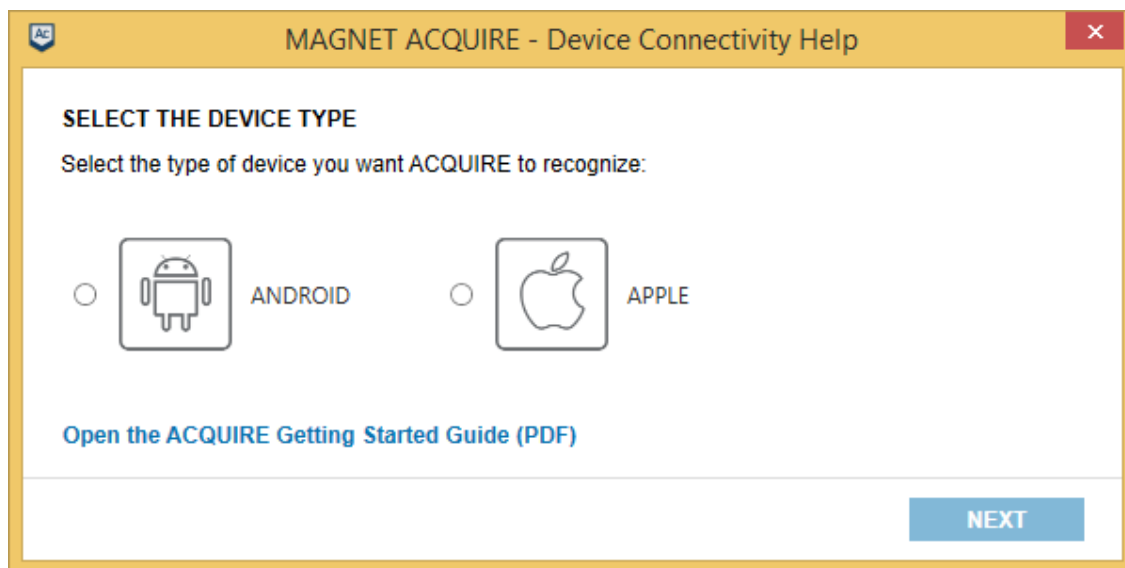 AC
MAGNET ACQUIRE - Device Connectivity Help
SELECT THE DEVICE TYPE
Select the type of device you want ACQUIRE to recognize:
ANDROID
APPLE
Open the ACQUIRE Getting Started Guide (PDF)
NEXT